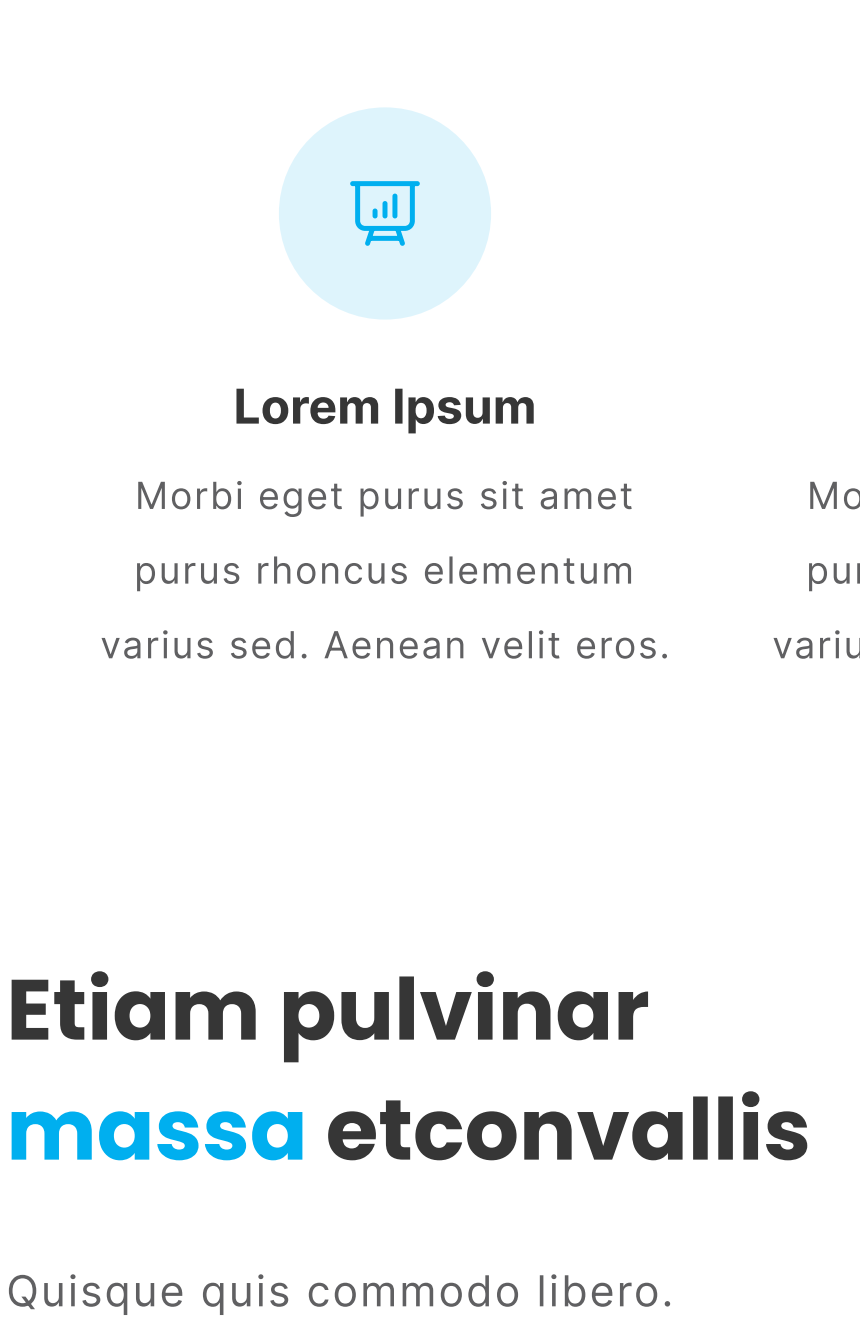 Lorem Ipsum
Morbi eget purus sit amet
purus rhoncus elementum
varius sed. Aenean velit eros.
Etiam pulvinar
massa etconvallis
Quisque quis commodo libero.